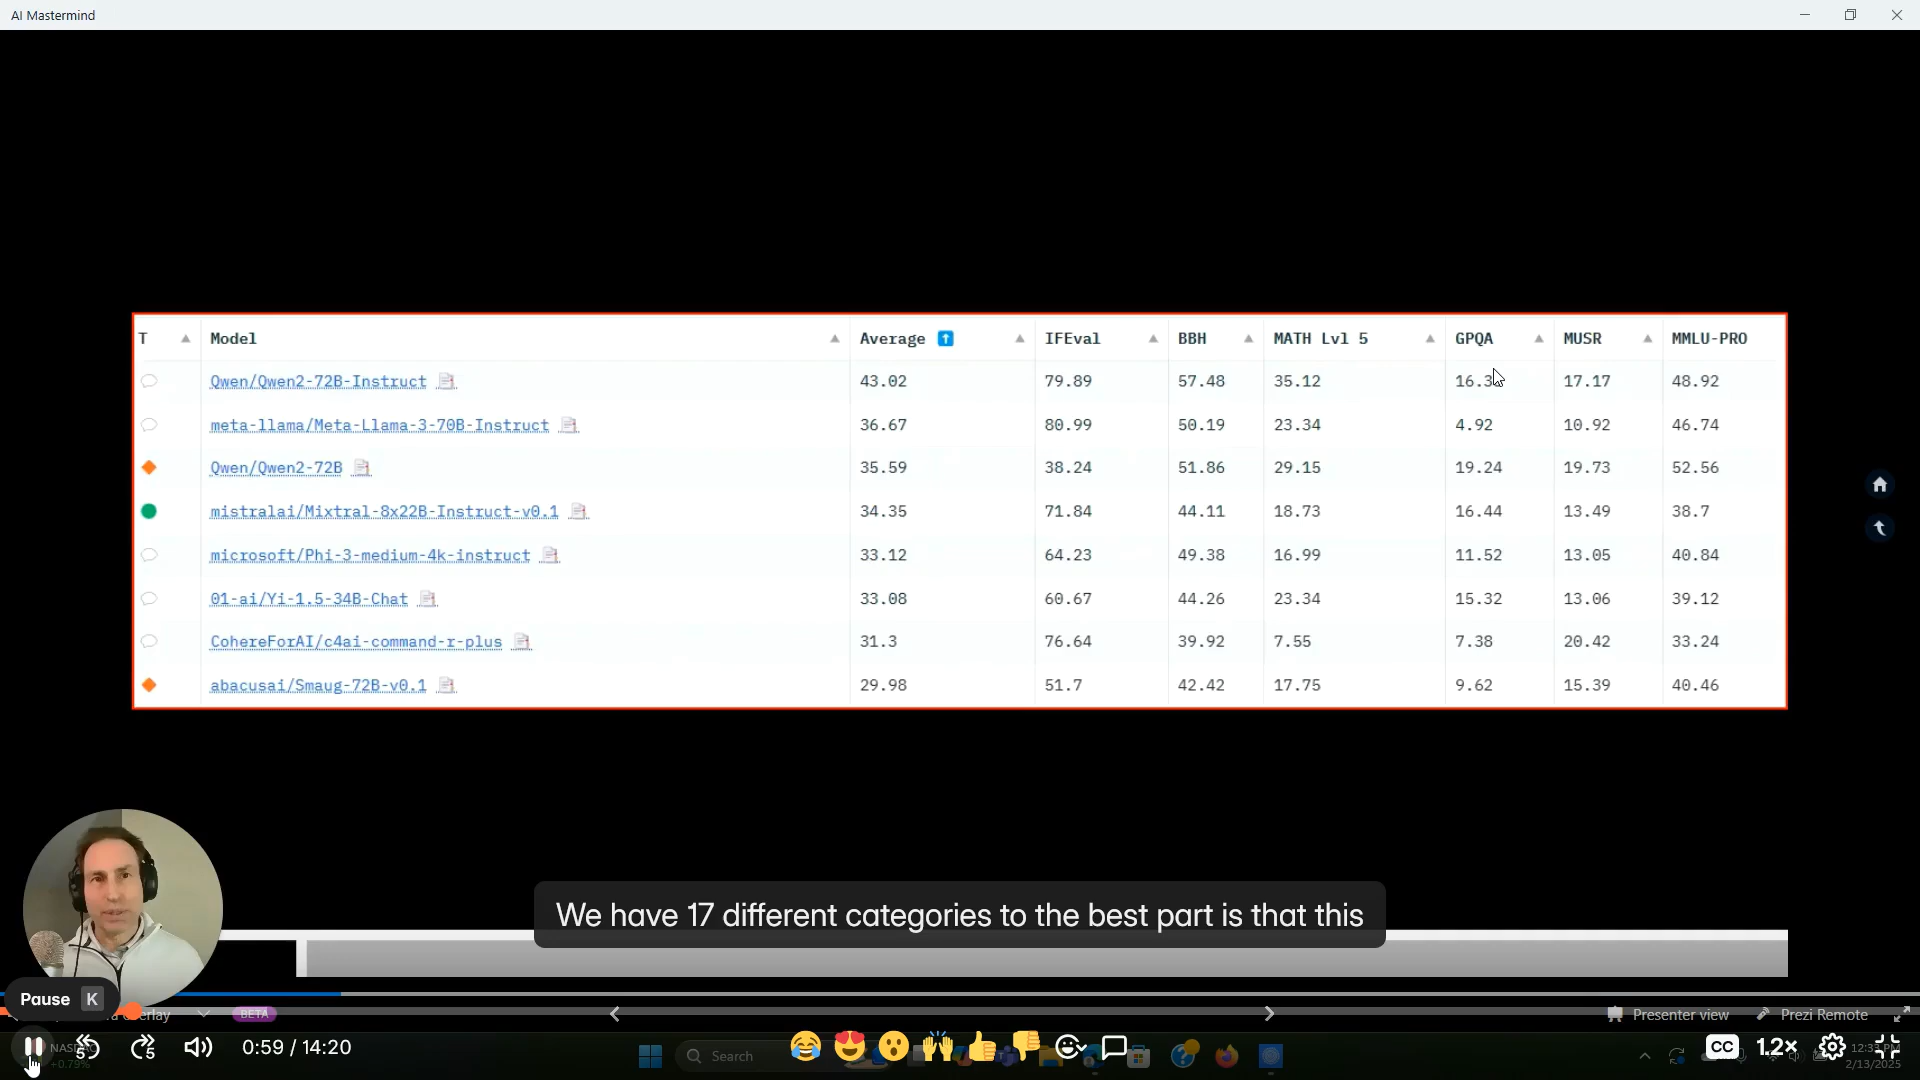 AI Mastermind
T Model Average IFEval BBH MATH Lvl 5 GPQA MUSR MMLU-PRO
Qwen/Qwen2-72B-Instruct 43.02 79.89 57.48 35.12 17.17 48.92
meta-llama/Meta-Llama-3-70B-Instruct 36.67 80.99 50.19 23.34 4.92 10.92 46.74
Qwen/Qwen2-72B 35.59 38.24 51.86 29.15 19.24 19.73 52.56
mistralai/Mixtral-8x22B-Instruct-v0.1 34.35 71.84 44.11 18.73 16.44 13.49 38.7
microsoft/Phi-3-medium-4k-instruct 33.12 64.23 49.38 16.99 11.52 13.05 40.84
01-ai/Yi-1.5-34B-Chat 33.08 60.67 44.26 23.34 15.32 13.06 39.12
CohereForAI/c4ai-command-r-plus 31.3 76.64 39.92 7.55 7.38 20.42 33.24
abacusai/Smaug-72B-v0.1 29.98 51.7 42.42 17.75 9.62 15.39 40.46
We have 17 different categories to the best part is that this
Pause K
BETA
Presenter view Prezi Remote
0:59 / 14:20
Search
CC 1.2×
12:33 PM
2/13/2025
+0.79%